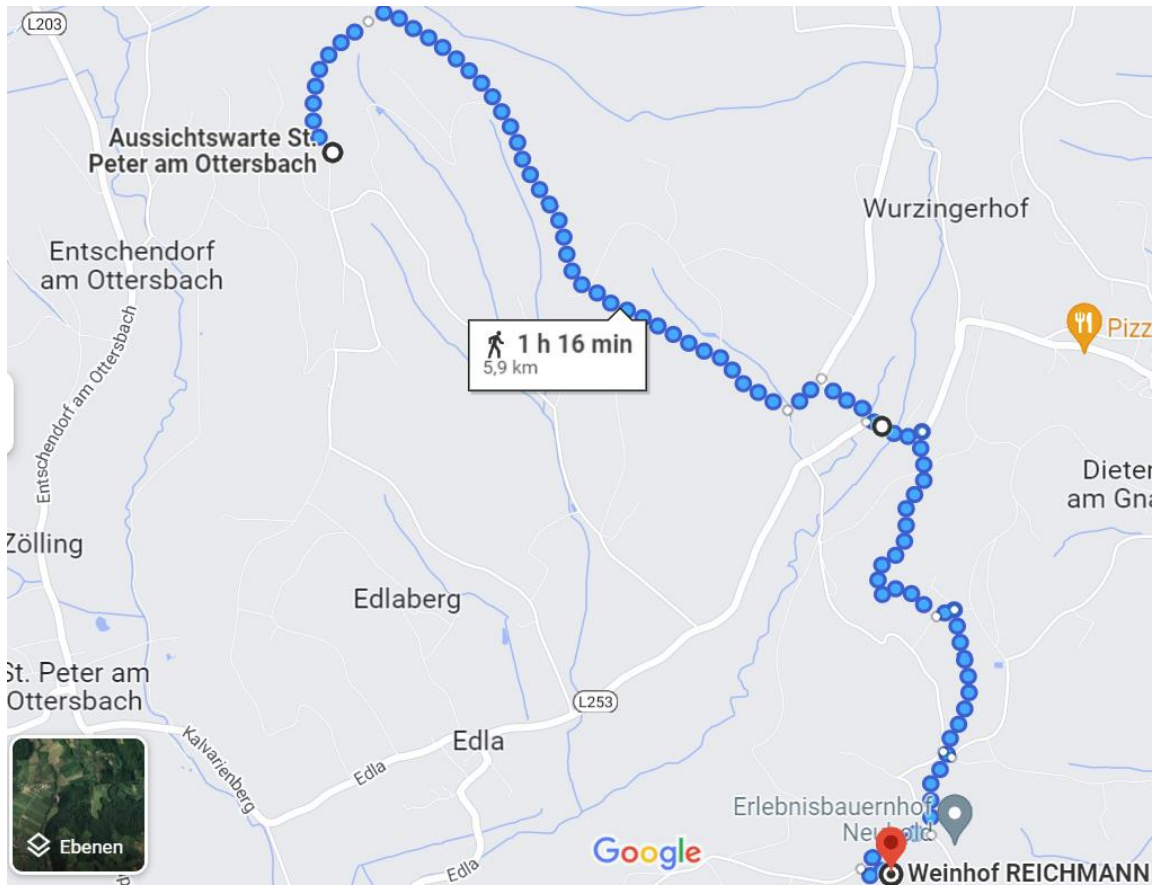 L203
Aussichtswarte St.
Peter am Ottersbach
Wurzingerhof
Entschendorf
am Ottersbach
Entschendorf am Ottersbach
1 h 16 min
5,9 km
Pizz
Dieter
am Gna
Zölling
Edlaberg
St. Peter am
Ottersbach
L253
Kalvarienberg
Edla
Edla
Erlebnisbauernhof
Neuhold
Ebenen
Google
Edla
Weinhof REICHMANN